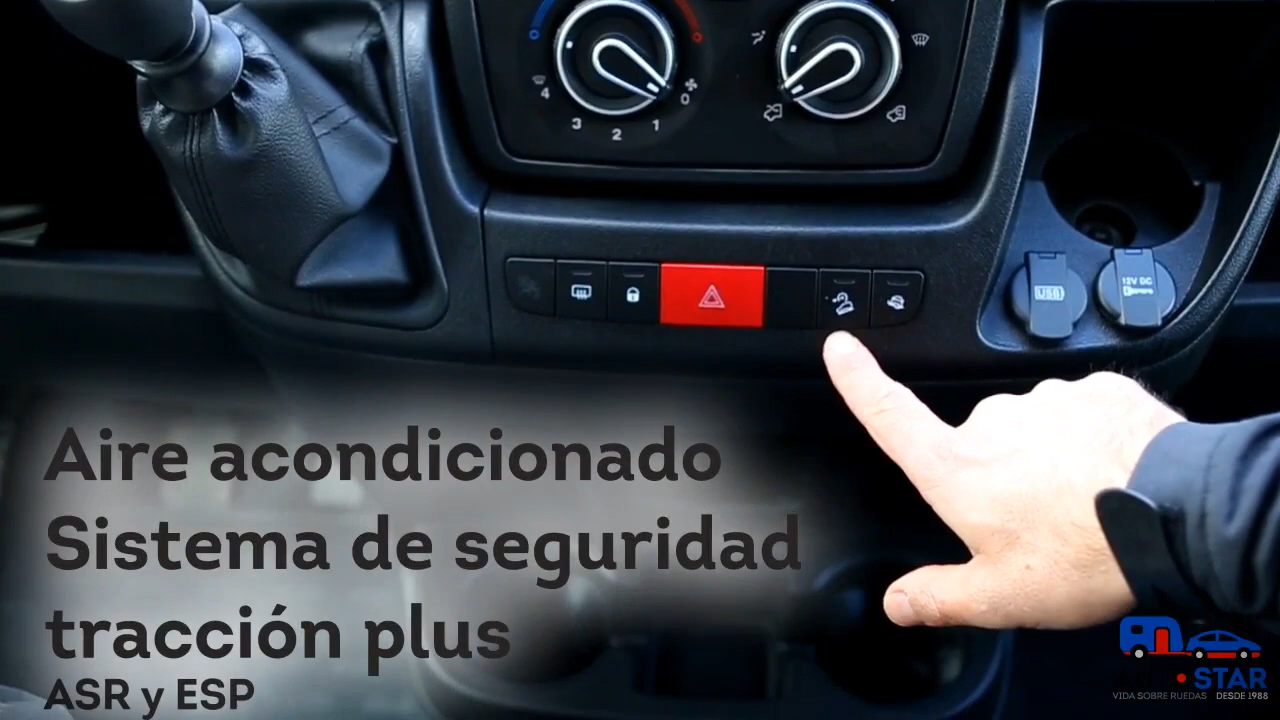 4
3
2
1
0
USB
12V DC
Aire acondicionado
Sistema de seguridad
tracción plus
ASR y ESP
STAR
VIDA SOBRE RUEDAS DESDE 1988